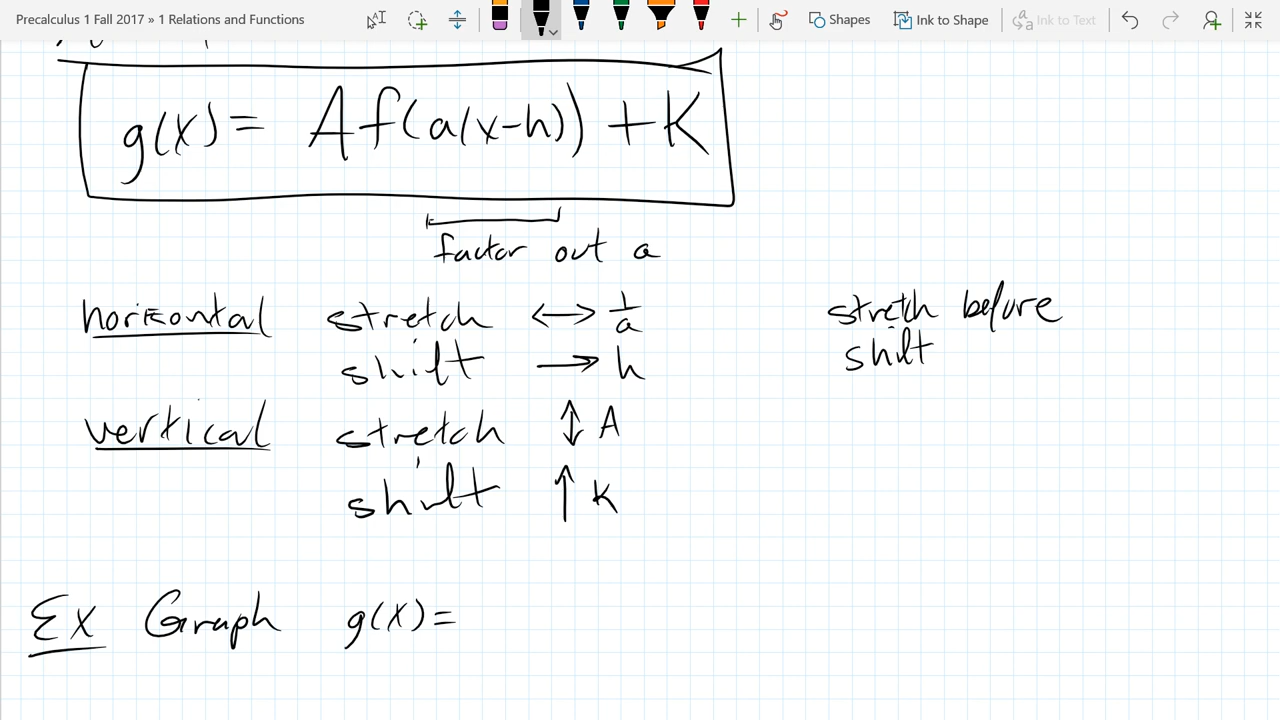 Precalculus 1 Fall 2017 » 1 Relations and Functions
Shapes
Ink to Shape
Ink to Text
g(x) = Af(a(x-h)) + K
factor out a
horizontal stretch ↔ 1/a
shift → h
stretch before
shift
vertical stretch ↕ A
shift ↑ K
Ex Graph g(x) =